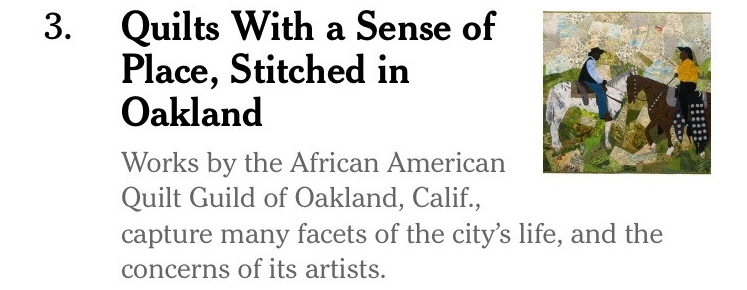 3. Quilts With a Sense of
Place, Stitched in
Oakland
Works by the African American
Quilt Guild of Oakland, Calif.,
capture many facets of the city’s life, and the
concerns of its artists.